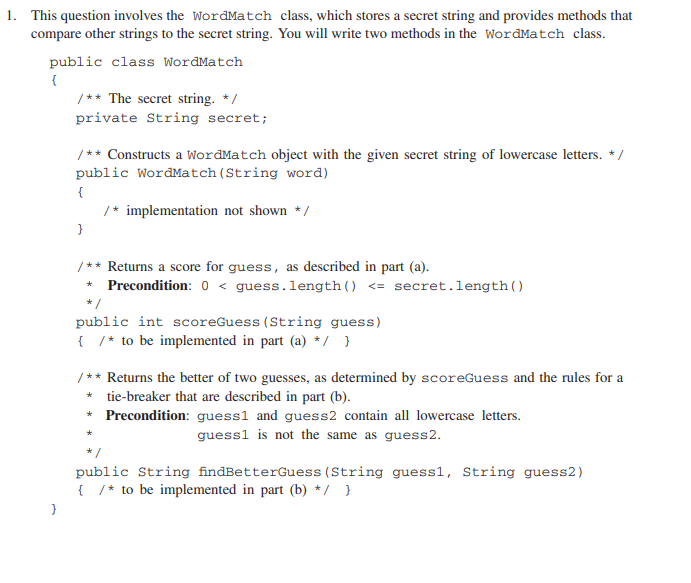 1. This question involves the WordMatch class, which stores a secret string and provides methods that
compare other strings to the secret string. You will write two methods in the WordMatch class.
public class WordMatch
{
/** The secret string. */
private String secret;
/** Constructs a WordMatch object with the given secret string of lowercase letters. */
public WordMatch(String word)
{
/* implementation not shown */
}
/** Returns a score for guess, as described in part (a).
* Precondition: 0 < guess.length() <= secret.length()
*/
public int scoreGuess(String guess)
{ /* to be implemented in part (a) */ }
/** Returns the better of two guesses, as determined by scoreGuess and the rules for a
* tie-breaker that are described in part (b).
* Precondition: guess1 and guess2 contain all lowercase letters.
* guess1 is not the same as guess2.
*/
public String findBetterGuess(String guess1, String guess2)
{ /* to be implemented in part (b) */ }
}